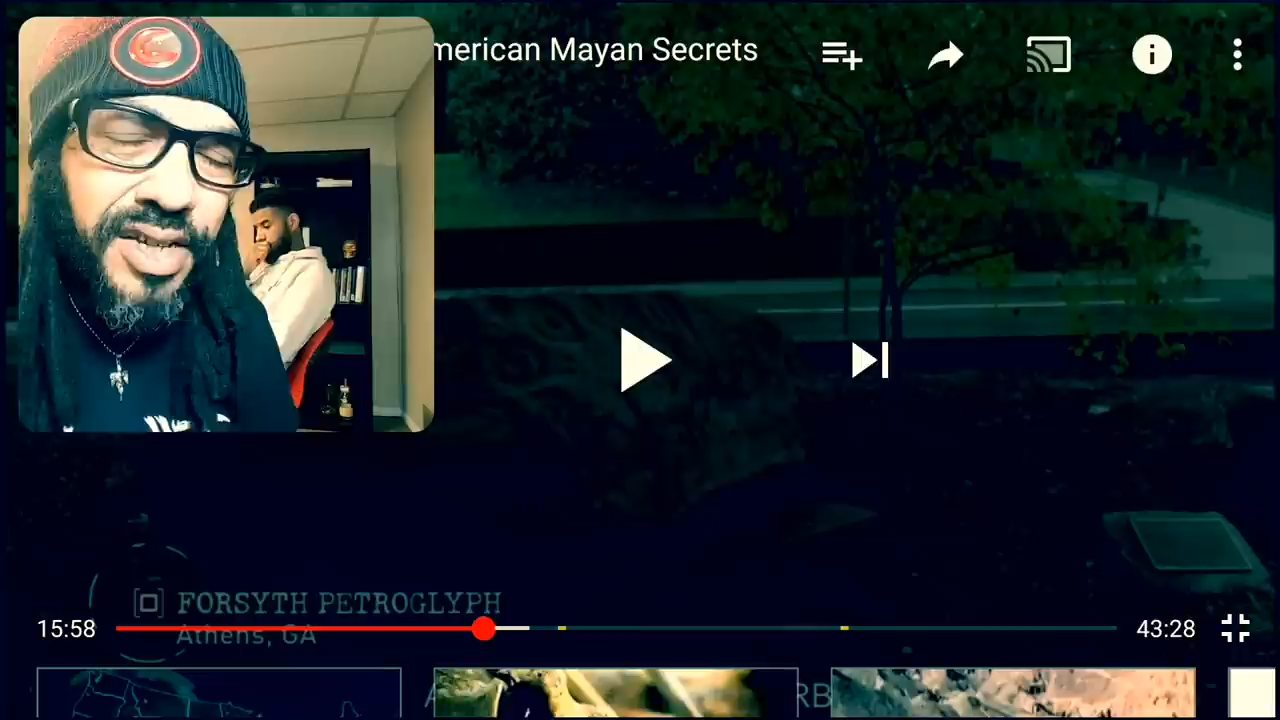 merican Mayan Secrets
FORSYTH PETROGLYPH
Athens, GA
15:58
43:28